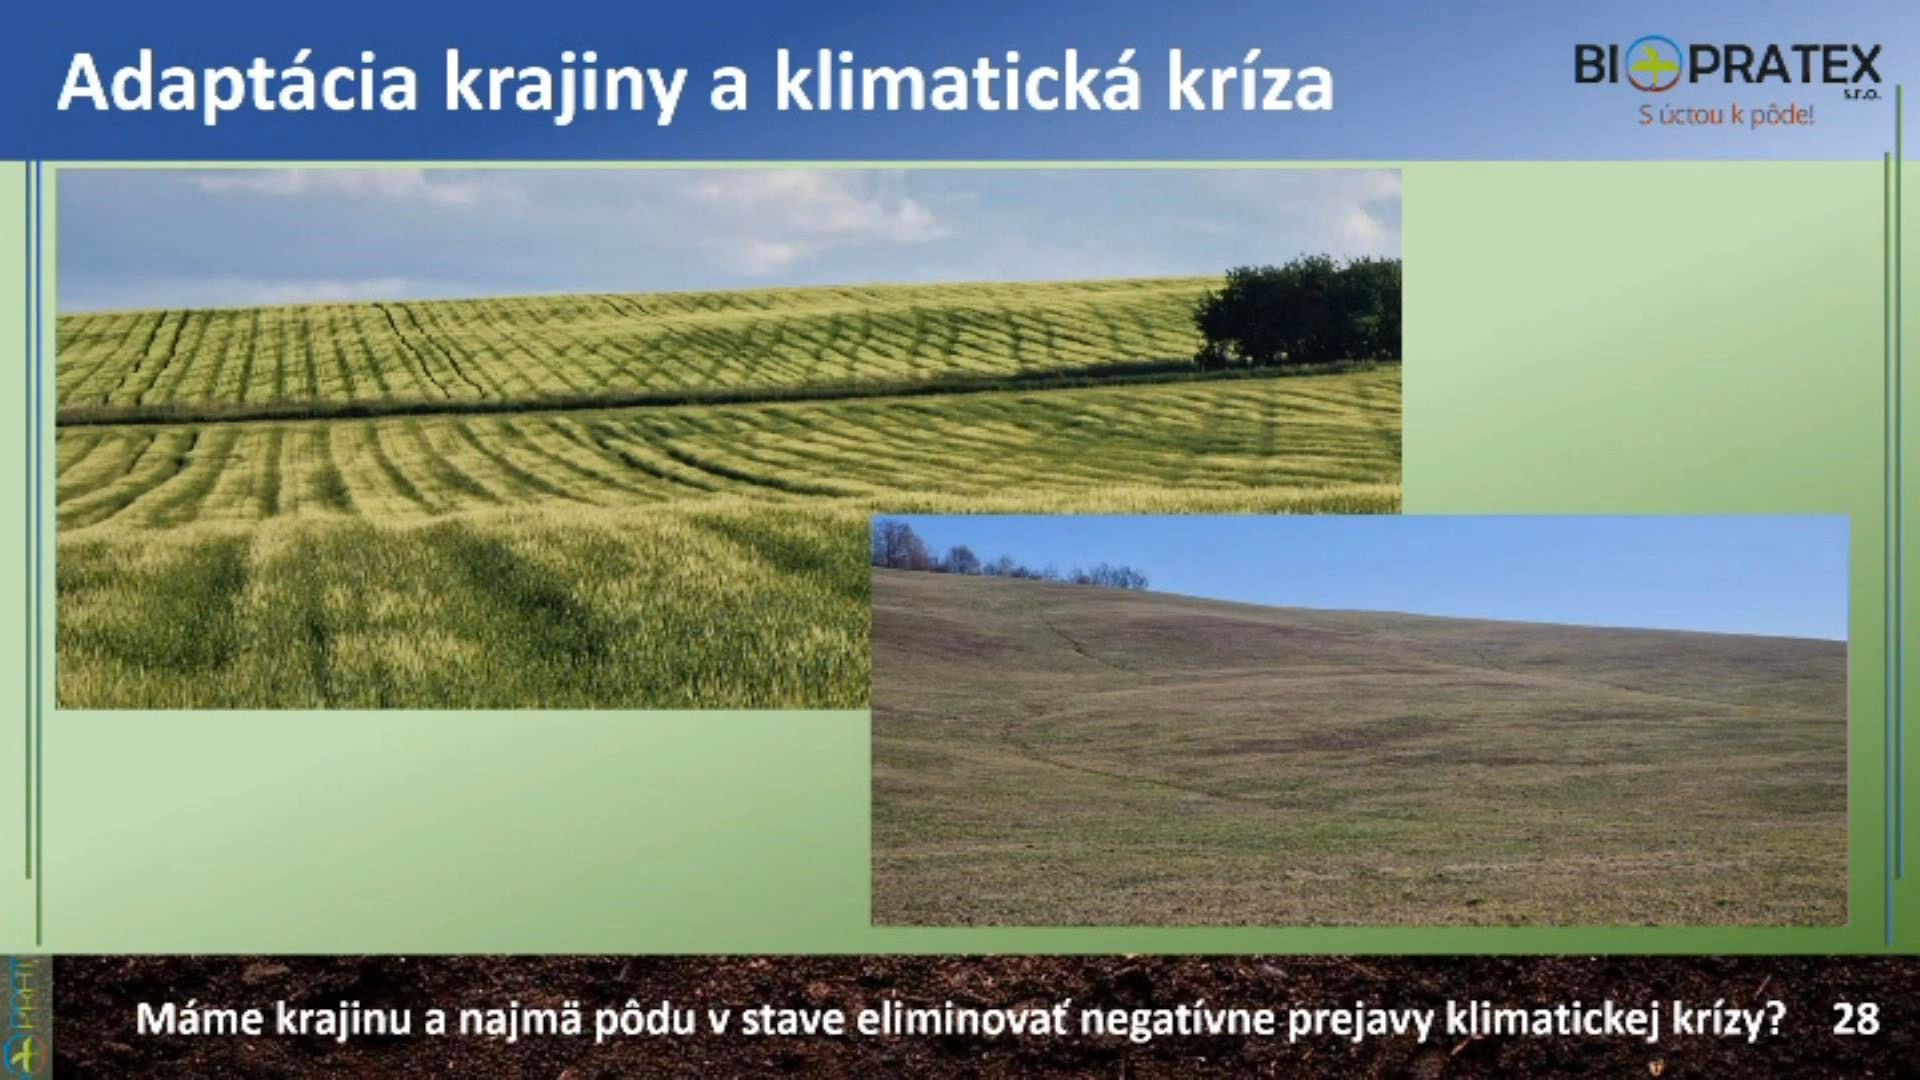 Adaptácia krajiny a klimatická kríza
BIOPRATEX
s.r.o.
S úctou k pôde!
Máme krajinu a najmä pôdu v stave eliminovať negatívne prejavy klimatickej krízy? 28